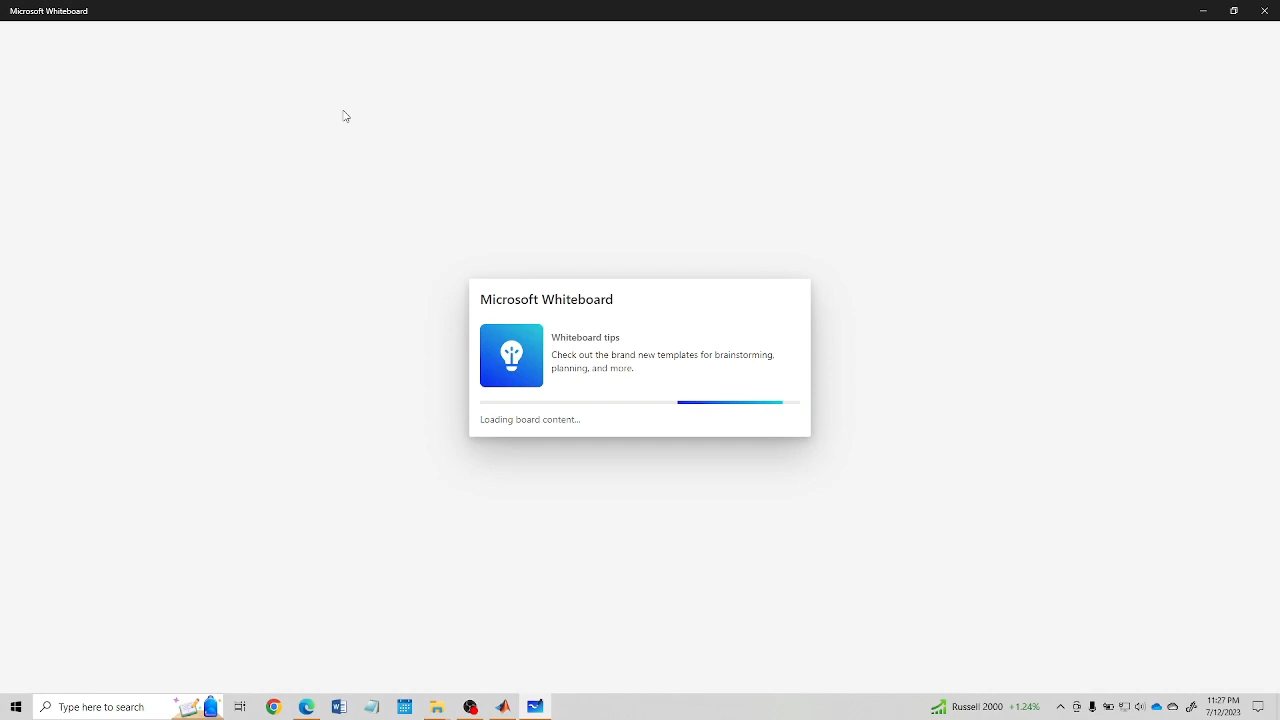 Microsoft Whiteboard
Microsoft Whiteboard
Whiteboard tips
Check out the brand new templates for brainstorming,
planning, and more.
Loading board content...
Type here to search
Russell 2000 +1.24%
11:27 PM
7/12/2023